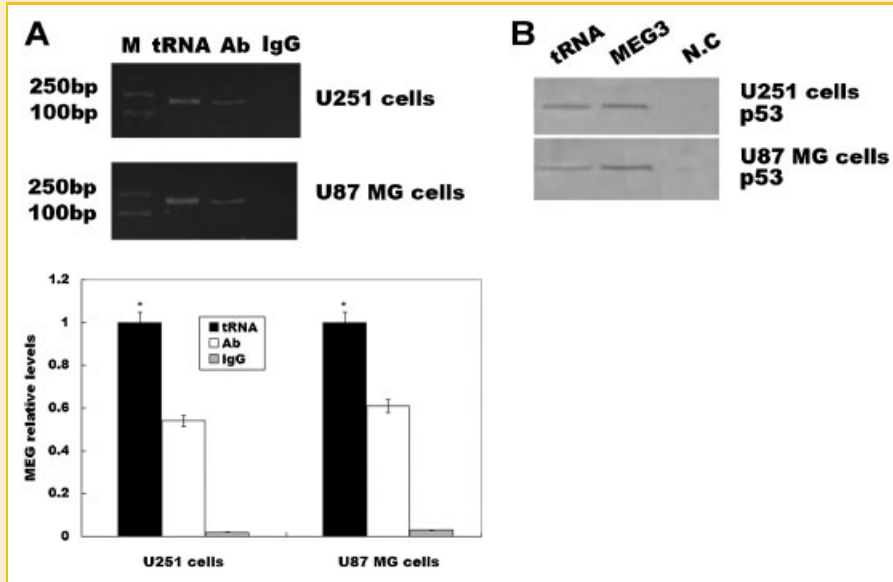 A
M tRNA Ab IgG
250bp
100bp
U251 cells
250bp
100bp
U87 MG cells
B
tRNA MEG3 N.C
U251 cells
p53
U87 MG cells
p53
MEG relative levels
1.2
1
0.8
0.6
0.4
0.2
0
* *
tRNA
Ab
IgG
U251 cells U87 MG cells